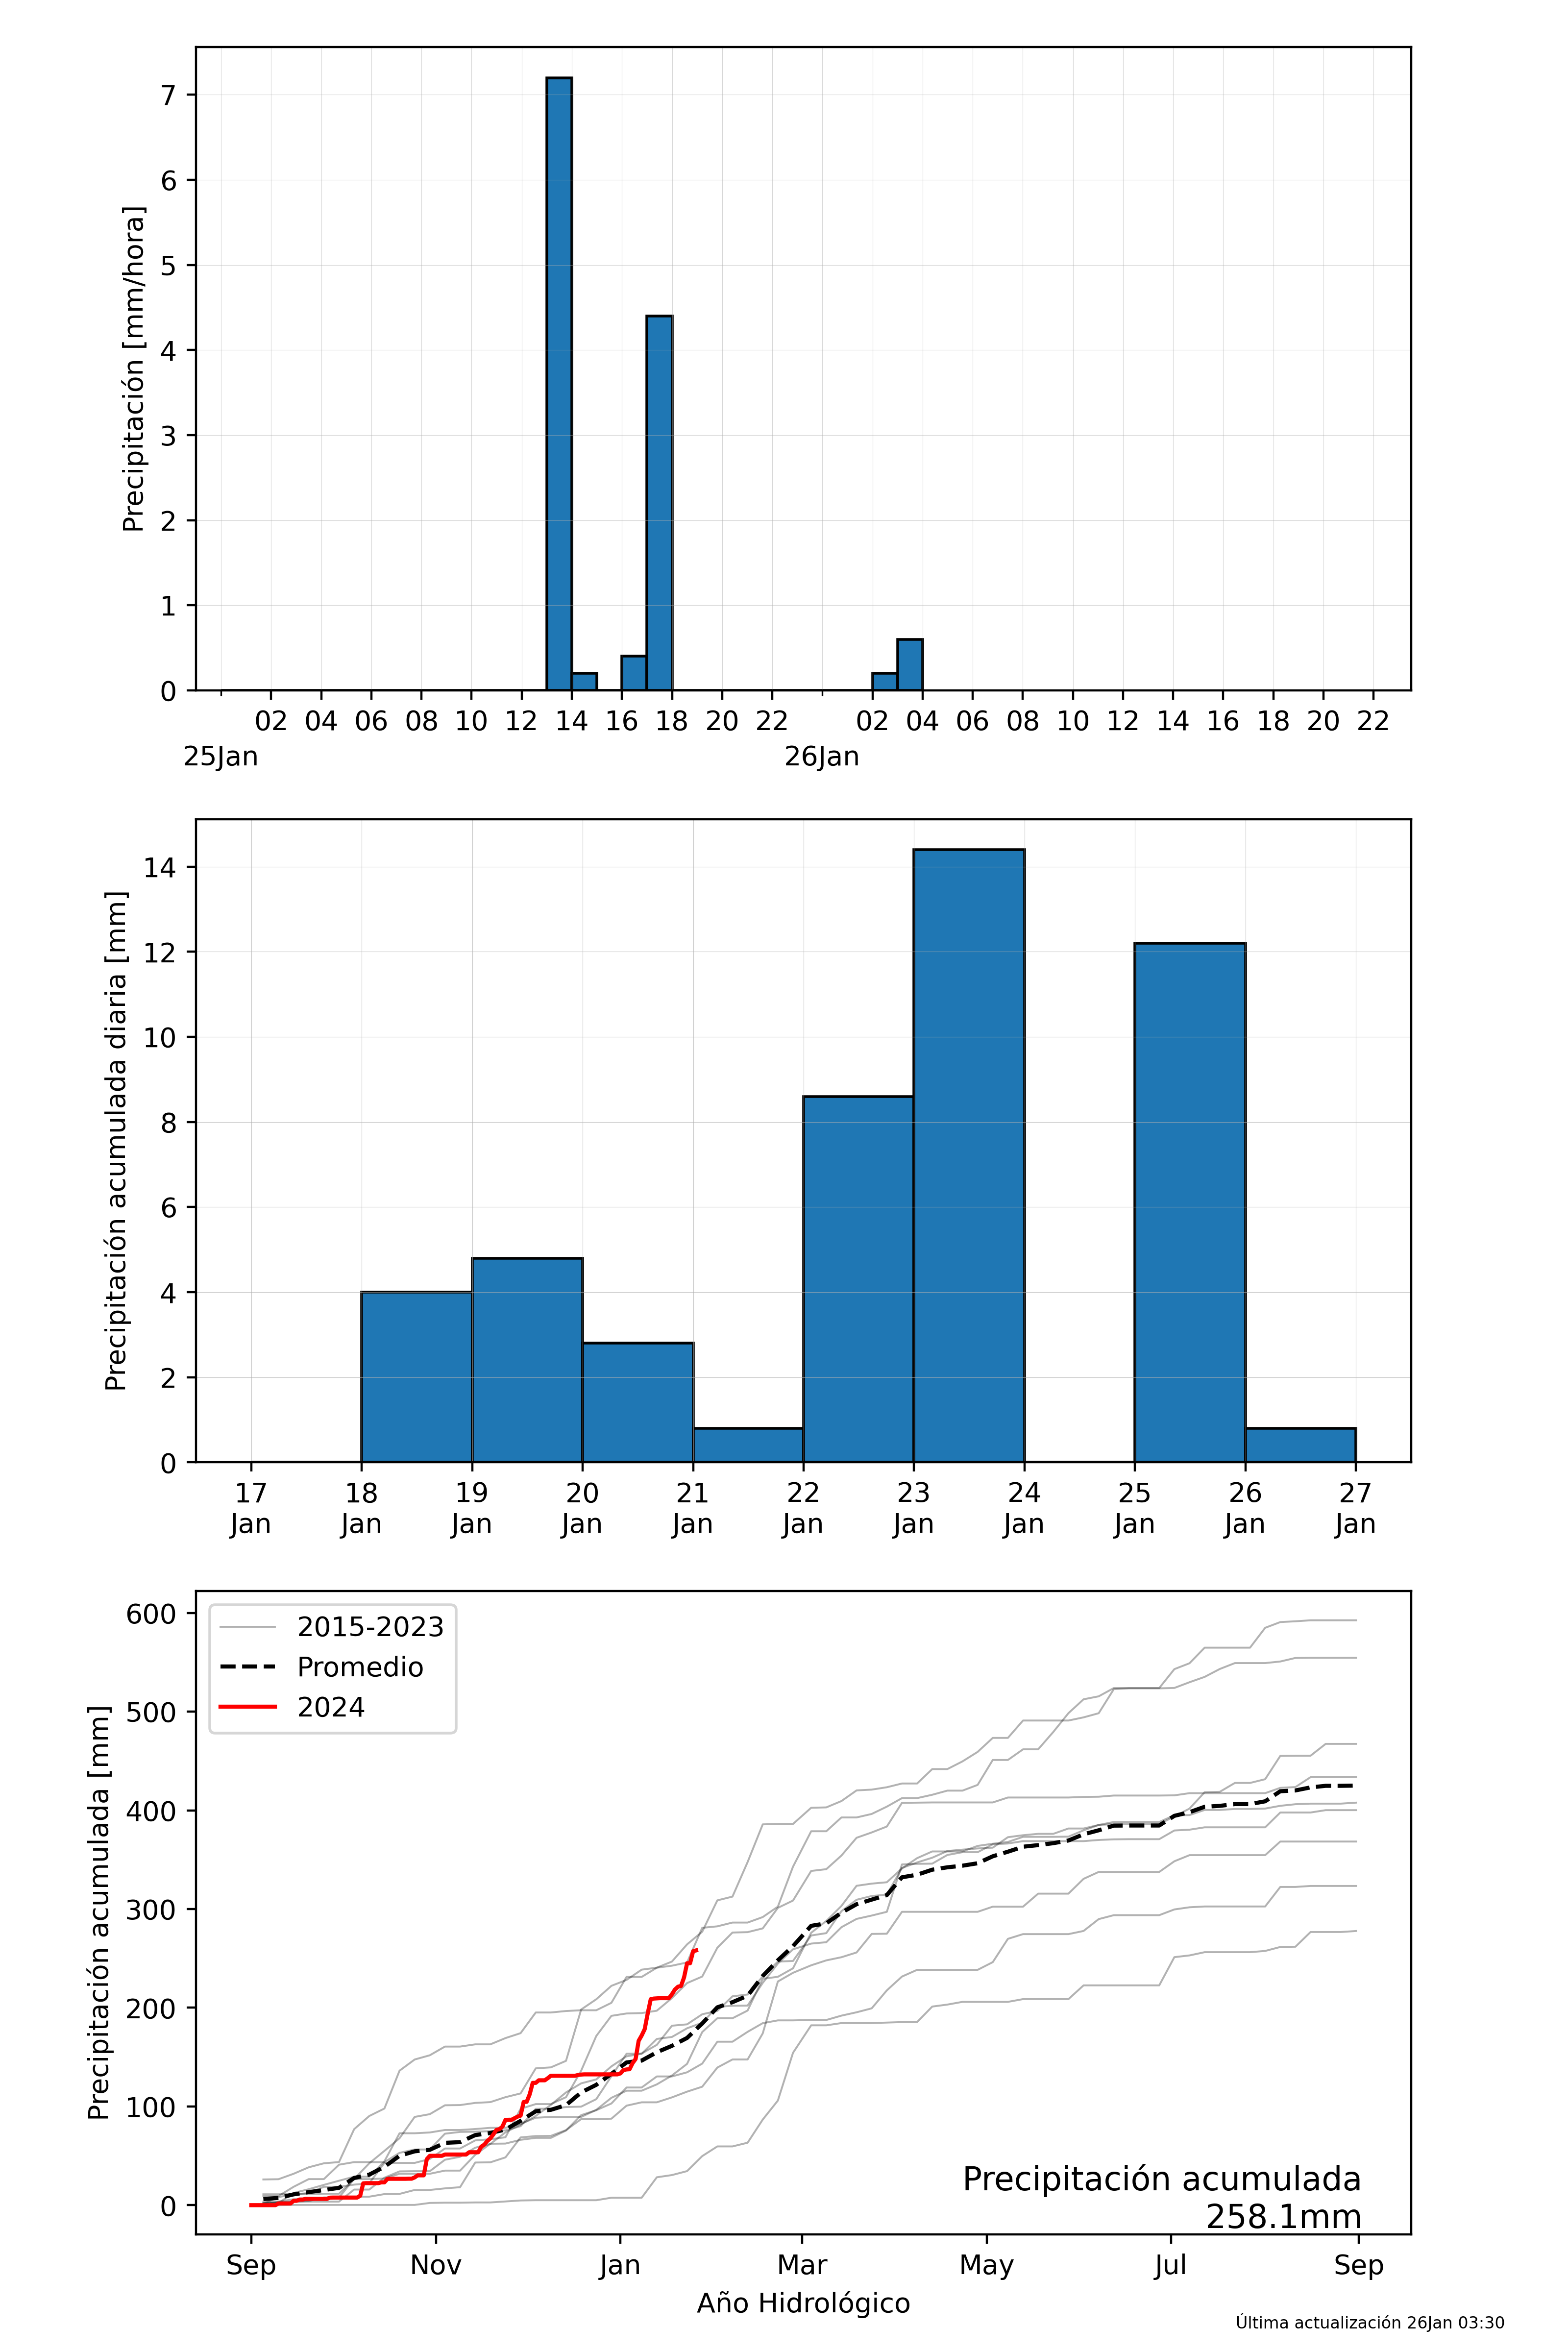 Precipitación [mm/hora]
7
6
5
4
3
2
1
0
02 04 06 08 10 12 14 16 18 20 22 02 04 06 08 10 12 14 16 18 20 22
25Jan 26Jan
Precipitación acumulada diaria [mm]
14
12
10
8
6
4
2
0
17 18 19 20 21 22 23 24 25 26 27
Jan Jan Jan Jan Jan Jan Jan Jan Jan Jan Jan
Precipitación acumulada [mm]
600
500
400
300
200
100
0
2015-2023
Promedio
2024
Precipitación acumulada
258.1mm
Sep Nov Jan Mar May Jul Sep
Año Hidrológico
Última actualización 26Jan 03:30